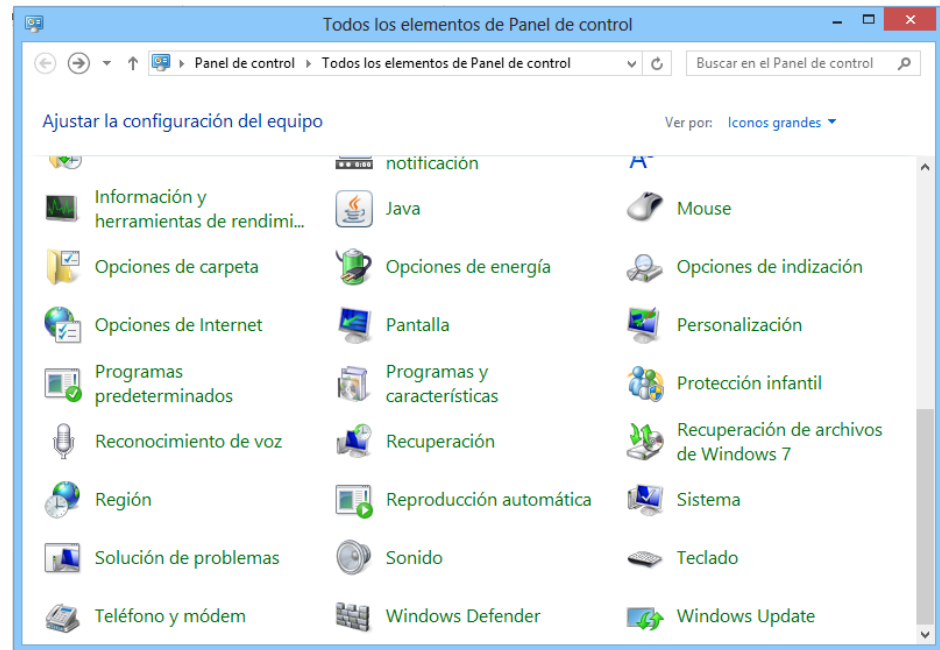 Todos los elementos de Panel de control
Panel de control Todos los elementos de Panel de control
Buscar en el Panel de control
Ajustar la configuración del equipo
Ver por: Iconos grandes
notificación
Información y
herramientas de rendimi...
Java
Mouse
Opciones de carpeta
Opciones de energía
Opciones de indización
Opciones de Internet
Pantalla
Personalización
Programas
predeterminados
Programas y
características
Protección infantil
Reconocimiento de voz
Recuperación
Recuperación de archivos
de Windows 7
Región
Reproducción automática
Sistema
Solución de problemas
Sonido
Teclado
Teléfono y módem
Windows Defender
Windows Update